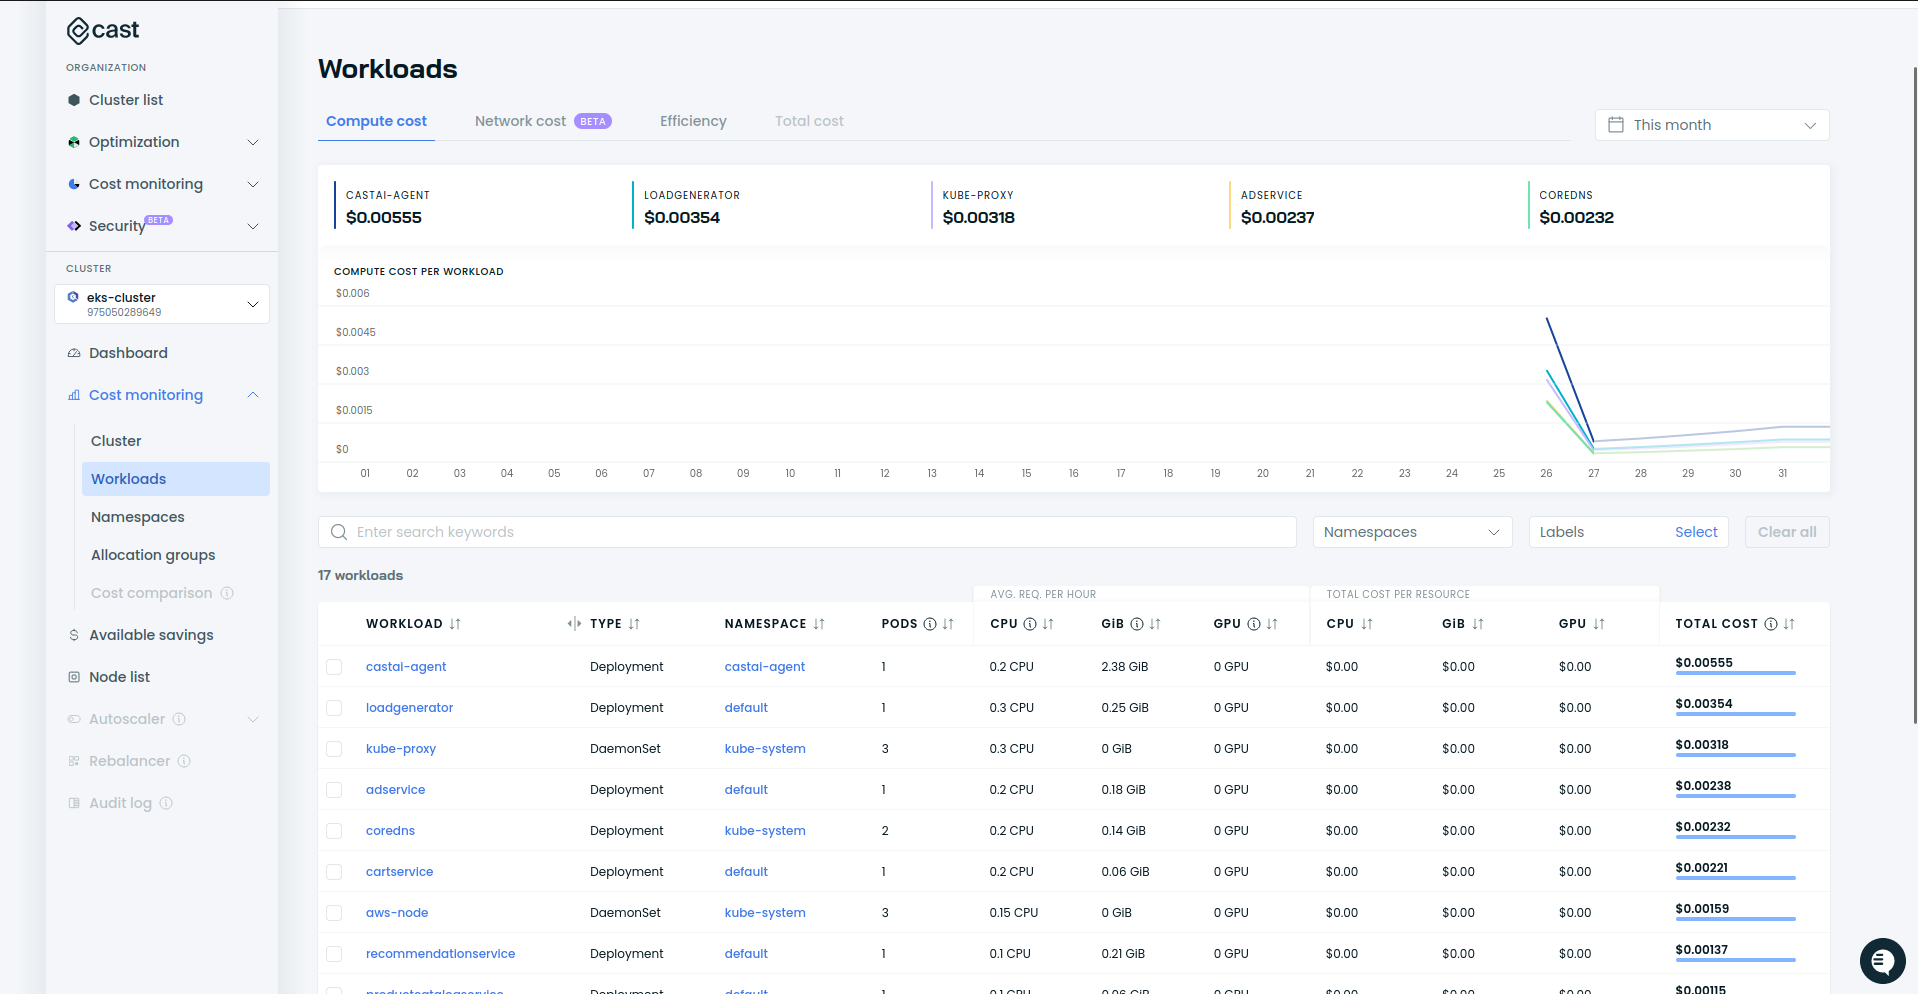 cast
ORGANIZATION
Cluster list
Optimization
Cost monitoring
Security BETA
CLUSTER
eks-cluster
975050289649
Dashboard
Cost monitoring
Cluster
Workloads
Namespaces
Allocation groups
Cost comparison
Available savings
Node list
Autoscaler
Rebalancer
Audit log
Workloads
Compute cost Network cost BETA Efficiency Total cost This month
CASTAI-AGENT LOADGENERATOR KUBE-PROXY ADSERVICE COREDNS
$0.00555 $0.00354 $0.00318 $0.00237 $0.00232
COMPUTE COST PER WORKLOAD
$0.006
$0.0045
$0.003
$0.0015
$0
01 02 03 04 05 06 07 08 09 10 11 12 13 14 15 16 17 18 19 20 21 22 23 24 25 26 27 28 29 30 31
Enter search keywords Namespaces Labels Select Clear all
17 workloads
AVG. REQ. PER HOUR TOTAL COST PER RESOURCE
WORKLOAD TYPE NAMESPACE PODS CPU GiB GPU CPU GiB GPU TOTAL COST
castai-agent Deployment castai-agent 1 0.2 CPU 2.38 GiB 0 GPU $0.00 $0.00 $0.00 $0.00555
loadgenerator Deployment default 1 0.3 CPU 0.25 GiB 0 GPU $0.00 $0.00 $0.00 $0.00354
kube-proxy DaemonSet kube-system 3 0.3 CPU 0 GiB 0 GPU $0.00 $0.00 $0.00 $0.00318
adservice Deployment default 1 0.2 CPU 0.18 GiB 0 GPU $0.00 $0.00 $0.00 $0.00238
coredns Deployment kube-system 2 0.2 CPU 0.14 GiB 0 GPU $0.00 $0.00 $0.00 $0.00232
cartservice Deployment default 1 0.2 CPU 0.06 GiB 0 GPU $0.00 $0.00 $0.00 $0.00221
aws-node DaemonSet kube-system 3 0.15 CPU 0 GiB 0 GPU $0.00 $0.00 $0.00 $0.00159
recommendationservice Deployment default 1 0.1 CPU 0.21 GiB 0 GPU $0.00 $0.00 $0.00 $0.00137
productcatalogservice Deployment default 1 0.1 CPU 0.06 GiB 0 GPU $0.00 $0.00 $0.00 $0.00115